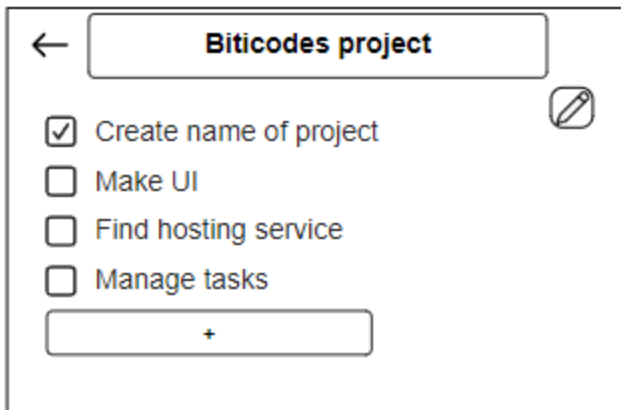 Biticodes project
Create name of project
Make UI
Find hosting service
Manage tasks
+